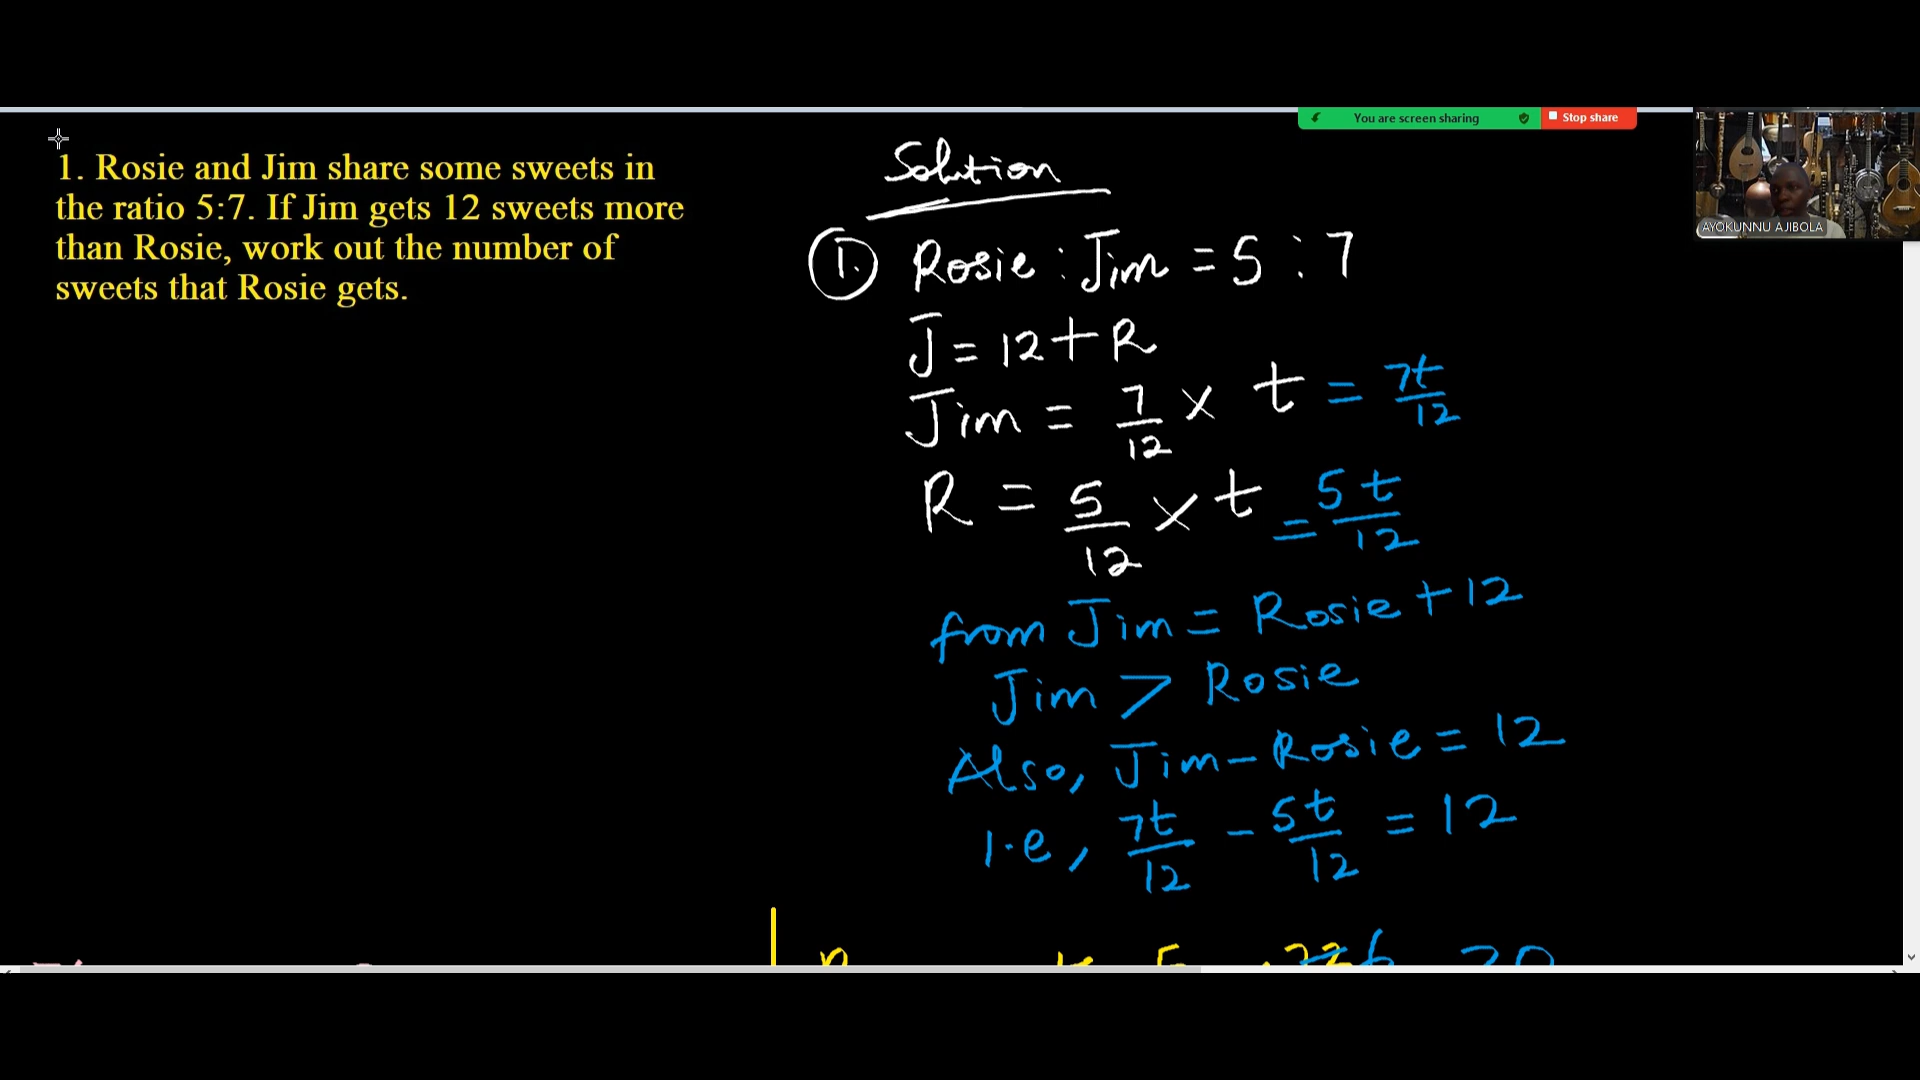 You are screen sharing
Stop share
AYOKUNNU AJIBOLA
1. Rosie and Jim share some sweets in
the ratio 5:7. If Jim gets 12 sweets more
than Rosie, work out the number of
sweets that Rosie gets.
Solution
1. Rosie : Jim = 5 : 7
J = 12 + R
Jim = 7/12 × t = 7t/12
R = 5/12 × t = 5t/12
from Jim = Rosie + 12
Jim > Rosie
Also, Jim - Rosie = 12
I.e, 7t/12 - 5t/12 = 12